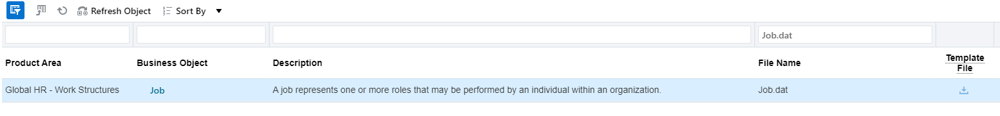 Refresh Object Sort By
Job.dat
Product Area Business Object Description File Name Template File
Global HR - Work Structures Job A job represents one or more roles that may be performed by an individual within an organization. Job.dat